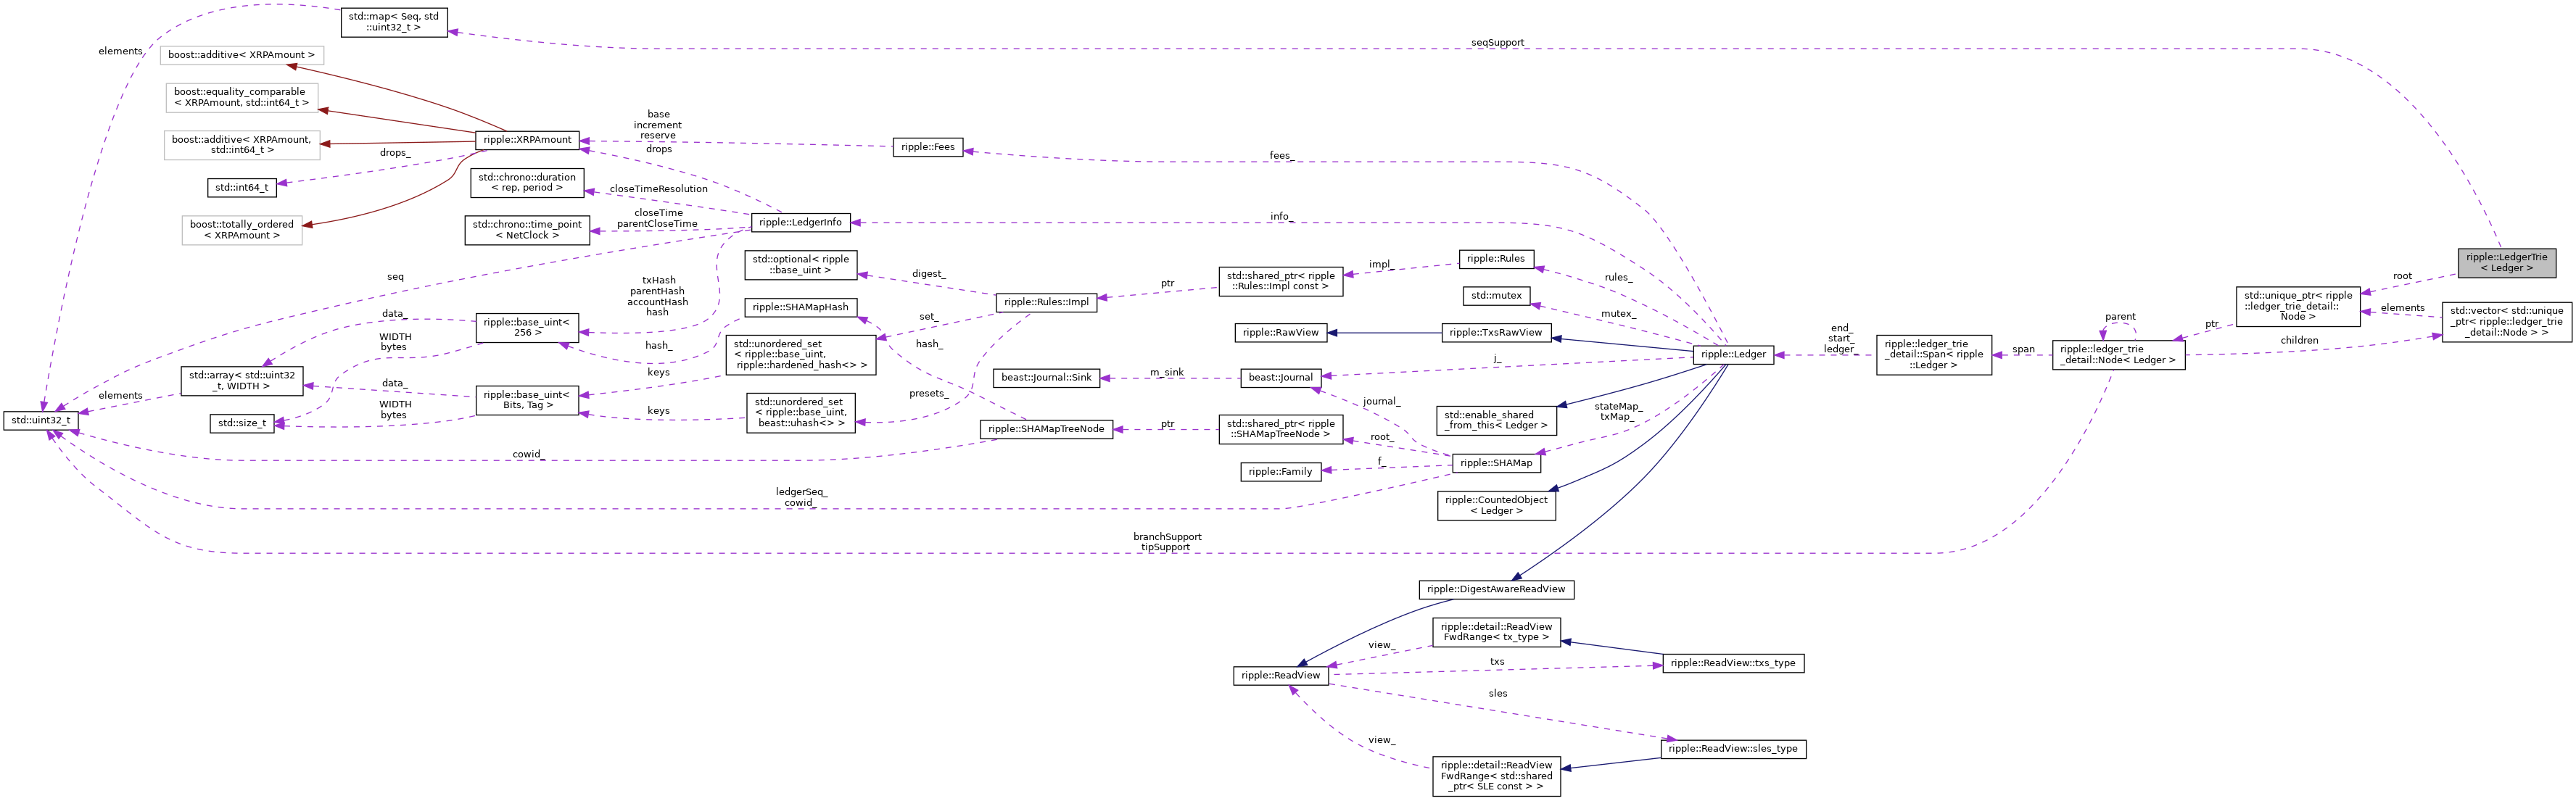 std::map< Seq, std
::uint32_t >
elements
seqSupport
boost::additive< XRPAmount >
boost::equality_comparable
< XRPAmount, std::int64_t >
boost::additive< XRPAmount,
std::int64_t >
drops_
std::int64_t
boost::totally_ordered
< XRPAmount >
ripple::XRPAmount
base
increment
reserve
drops
ripple::Fees
fees_
std::chrono::duration
< rep, period >
closeTimeResolution
std::chrono::time_point
< NetClock >
closeTime
parentCloseTime
ripple::LedgerInfo
info_
seq
txHash
parentHash
accountHash
hash
std::optional< ripple
::base_uint >
digest_
ripple::SHAMapHash
hash_
set_
hash_
ripple::Rules::Impl
ptr
std::shared_ptr< ripple
::Rules::Impl const >
impl_
ripple::Rules
rules_
std::mutex
mutex_
ripple::RawView
ripple::TxsRawView
ripple::Ledger
end_
start_
ledger_
ripple::ledger_trie
_detail::Span< ripple
::Ledger >
span
parent
ripple::ledger_trie
_detail::Node< Ledger >
ptr
children
std::unique_ptr< ripple
::ledger_trie_detail::
Node >
root
elements
ripple::LedgerTrie
< Ledger >
std::vector< std::unique
_ptr< ripple::ledger_trie
_detail::Node > >
data_
WIDTH
bytes
ripple::base_uint<
256 >
std::unordered_set
< ripple::base_uint,
ripple::hardened_hash<> >
keys
std::array< std::uint32
_t, WIDTH >
elements
data_
WIDTH
bytes
ripple::base_uint<
Bits, Tag >
keys
std::unordered_set
< ripple::base_uint,
beast::uhash<> >
presets_
beast::Journal::Sink
m_sink
beast::Journal
j_
journal_
std::enable_shared
_from_this< Ledger >
stateMap_
txMap_
std::uint32_t
std::size_t
ripple::SHAMapTreeNode
ptr
std::shared_ptr< ripple
::SHAMapTreeNode >
root_
cowid_
ripple::Family
f_
ripple::SHAMap
ledgerSeq_
cowid_
ripple::CountedObject
< Ledger >
branchSupport
tipSupport
ripple::DigestAwareReadView
ripple::detail::ReadView
FwdRange< tx_type >
view_
ripple::ReadView
txs
ripple::ReadView::txs_type
sles
view_
ripple::ReadView::sles_type
ripple::detail::ReadView
FwdRange< std::shared
_ptr< SLE const > >